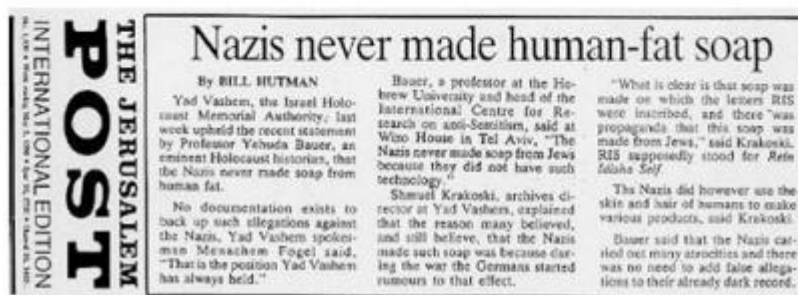 THE JERUSALEM
POST
INTERNATIONAL EDITION
Nazis never made human-fat soap
By BILL HUTMAN
Yad Vashem, the Israel Holo-
caust Memorial Authority, last
week upheld the recent statement
by Professor Yehuda Bauer, an
eminent Holocaust historian, that
the Nazis never made soap from
human fat.
No documentation exists to
back up such allegations against
the Nazis, Yad Vashem spokes-
man Menachem Fogel said,
"That is the position Yad Vashem
has always held."
Bauer, a professor at the He-
brew University and head of the
International Centre for Re-
search on anti-Semitism, said at
Wizo House in Tel Aviv, "The
Nazis never made soap from Jews
because they did not have such
technology."
Shmuel Krakoski, archives di-
rector at Yad Vashem, explained
that the reason many believed,
and still believe, that the Nazis
made such soap was because dur-
ing the war the Germans started
rumours to that effect.
"What is clear is that soap was
made on which the letters RIS
were inscribed, and there was
propaganda that this soap was
made from Jews," said Krakoski.
RIS supposedly stood for Rein
The Nazis did however use the
skin and hair of humans to make
various products, said Krakoski.
Bauer said that the Nazis car-
ried out many atrocities and there
was no need to add false allega-
tions to their already dark record.